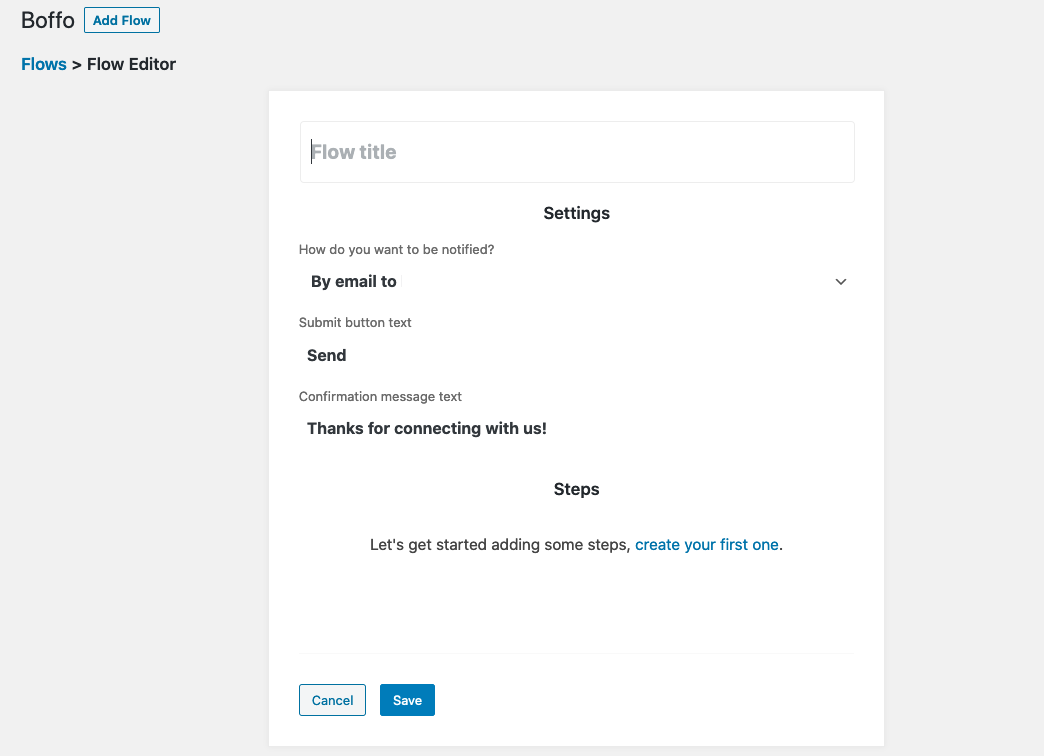 Boffo Add Flow
Flows > Flow Editor
Flow title
Settings
How do you want to be notified?
By email to
Submit button text
Send
Confirmation message text
Thanks for connecting with us!
Steps
Let's get started adding some steps, create your first one.
Cancel Save